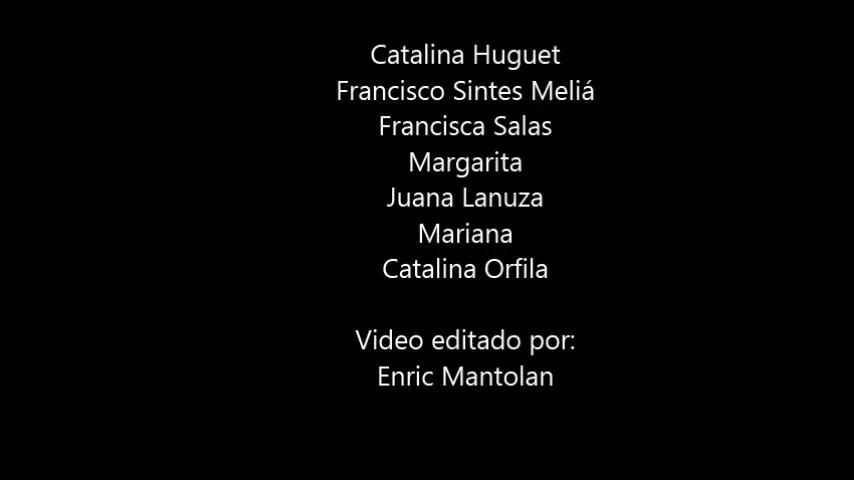 Catalina Huguet
Francisco Sintes Meliá
Francisca Salas
Margarita
Juana Lanuza
Mariana
Catalina Orfila
Video editado por:
Enric Mantolan